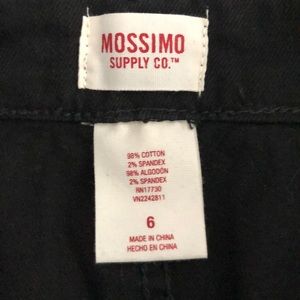 MOSSIMO
SUPPLY CO.™
98% COTTON
2% SPANDEX
98% ALGODÓN
2% SPANDEX
RN17730
VN2242811
6
MADE IN CHINA
HECHO EN CHINA